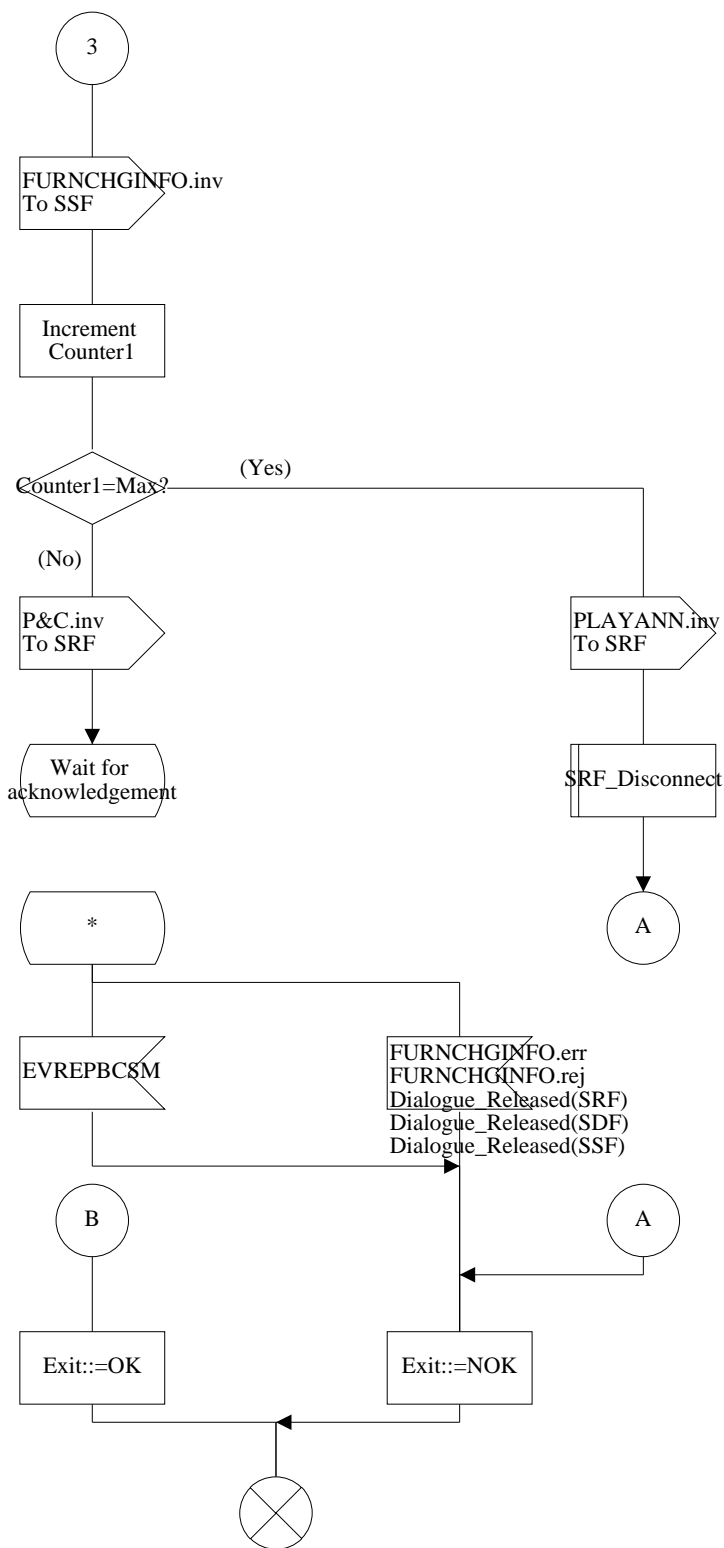 3
FURNCHGINFO.inv
To SSF
Increment
Counter1
Counter1=Max?
(Yes)
(No)
P&C.inv
To SRF
PLAYANN.inv
To SRF
Wait for
acknowledgement
SRF_Disconnect
*
A
EVREPBCSM
FURNCHGINFO.err
FURNCHGINFO.rej
Dialogue_Released(SRF)
Dialogue_Released(SDF)
Dialogue_Released(SSF)
B
A
Exit::=OK
Exit::=NOK